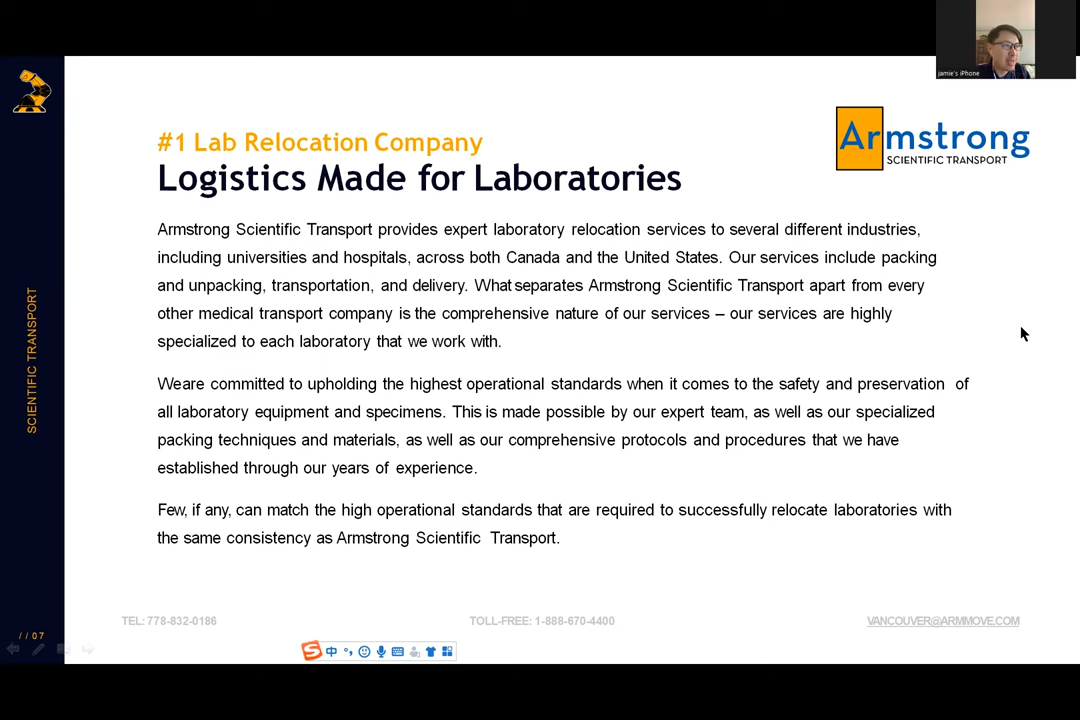 jamie's iPhone
#1 Lab Relocation Company
Logistics Made for Laboratories
Armstrong
SCIENTIFIC TRANSPORT
Armstrong Scientific Transport provides expert laboratory relocation services to several different industries,
including universities and hospitals, across both Canada and the United States. Our services include packing
and unpacking, transportation, and delivery. Whatseparates Armstrong Scientific Transport apart from every
other medical transport company is the comprehensive nature of our services – our services are highly
specialized to each laboratory that we work with.
Weare committed to upholding the highest operational standards when it comes to the safety and preservation of
all laboratory equipment and specimens. This is made possible by our expert team, as well as our specialized
packing techniques and materials, as well as our comprehensive protocols and procedures that we have
established through our years of experience.
Few, if any, can match the high operational standards that are required to successfully relocate laboratories with
the same consistency as Armstrong Scientific Transport.
SCIENTIFIC TRANSPORT
TEL: 778-832-0186
TOLL-FREE: 1-888-670-4400
VANCOUVER@ARMMOVE.COM
// 07
S 中